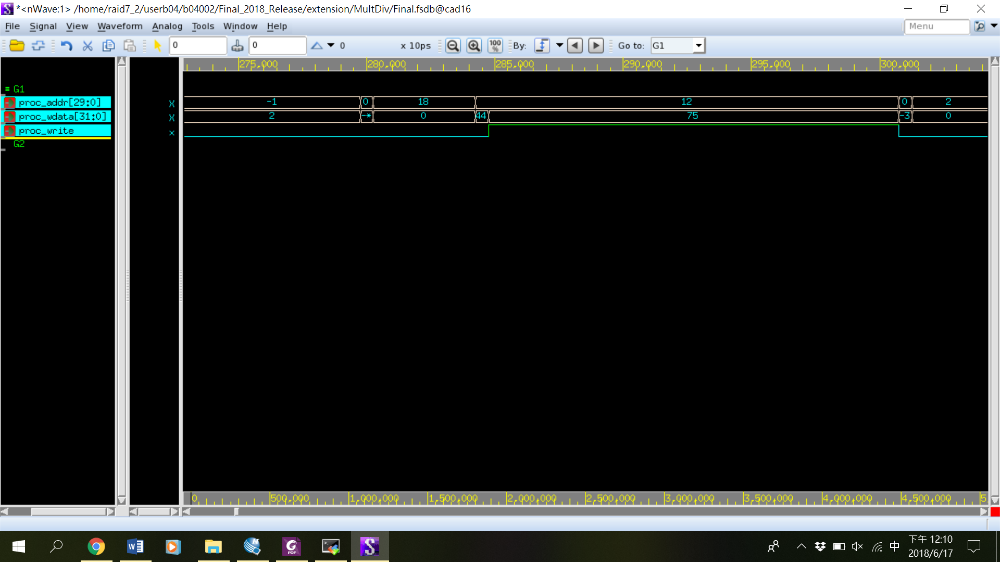 *<nWave:1> /home/raid7_2/userb04/b04002/Final_2018_Release/extension/MultDiv/Final.fsdb@cad16
File Signal View Waveform Analog Tools Window Help Menu
0 0 0 x 10ps 100 % By: Go to: G1
275,000 280,000 285,000 290,000 295,000 300,000
= G1
proc_addr[29:0] X -1 0 18 12 0 2
proc_wdata[31:0] X 2 -* 0 44 75 -3 0
proc_write x
G2
0 500,000 1,000,000 1,500,000 2,000,000 2,500,000 3,000,000 3,500,000 4,000,000 4,500,000 5
中 下午 12:10
2018/6/17